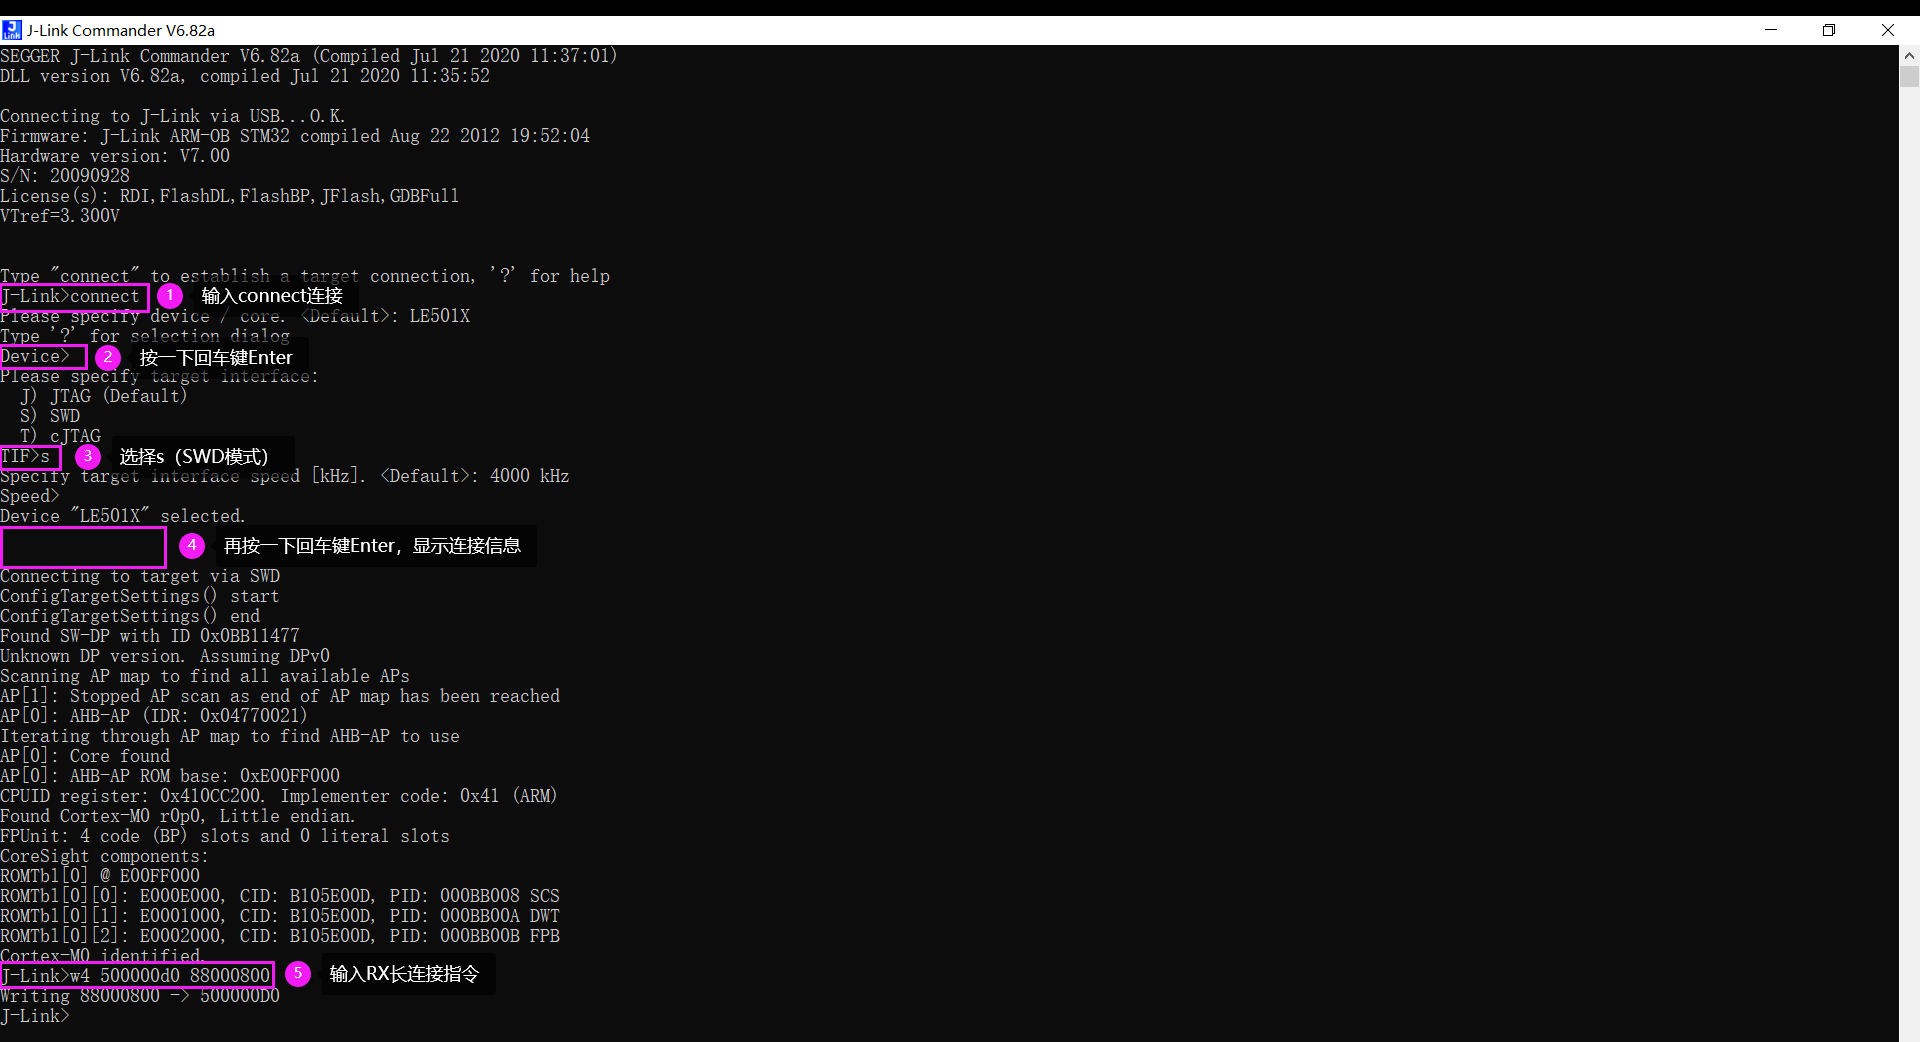 J-Link Commander V6.82a
SEGGER J-Link Commander V6.82a (Compiled Jul 21 2020 11:37:01)
DLL version V6.82a, compiled Jul 21 2020 11:35:52
Connecting to J-Link via USB...O.K.
Firmware: J-Link ARM-OB STM32 compiled Aug 22 2012 19:52:04
Hardware version: V7.00
S/N: 20090928
License(s): RDI,FlashDL,FlashBP,JFlash,GDBFull
VTref=3.300V
Type "connect" to establish a target connection, '?' for help
J-Link>connect 1 输入connect连接
Please specify device / core. <Default>: LE501X
Type '?' for selection dialog
Device> 2 按一下回车键Enter
Please specify target interface:
J) JTAG (Default)
S) SWD
T) cJTAG
TIF>s 3 选择s（SWD模式）
Specify target interface speed [kHz]. <Default>: 4000 kHz
Speed>
Device "LE501X" selected.
4 再按一下回车键Enter，显示连接信息
Connecting to target via SWD
ConfigTargetSettings() start
ConfigTargetSettings() end
Found SW-DP with ID 0x0BB11477
Unknown DP version. Assuming DPv0
Scanning AP map to find all available APs
AP[1]: Stopped AP scan as end of AP map has been reached
AP[0]: AHB-AP (IDR: 0x04770021)
Iterating through AP map to find AHB-AP to use
AP[0]: Core found
AP[0]: AHB-AP ROM base: 0xE00FF000
CPUID register: 0x410CC200. Implementer code: 0x41 (ARM)
Found Cortex-M0 r0p0, Little endian.
FPUnit: 4 code (BP) slots and 0 literal slots
CoreSight components:
ROMTbl[0] @ E00FF000
ROMTbl[0][0]: E000E000, CID: B105E00D, PID: 000BB008 SCS
ROMTbl[0][1]: E0001000, CID: B105E00D, PID: 000BB00A DWT
ROMTbl[0][2]: E0002000, CID: B105E00D, PID: 000BB00B FPB
Cortex-M0 identified.
J-Link>w4 500000d0 88000800 5 输入RX长连接指令
Writing 88000800 -> 500000D0
J-Link>